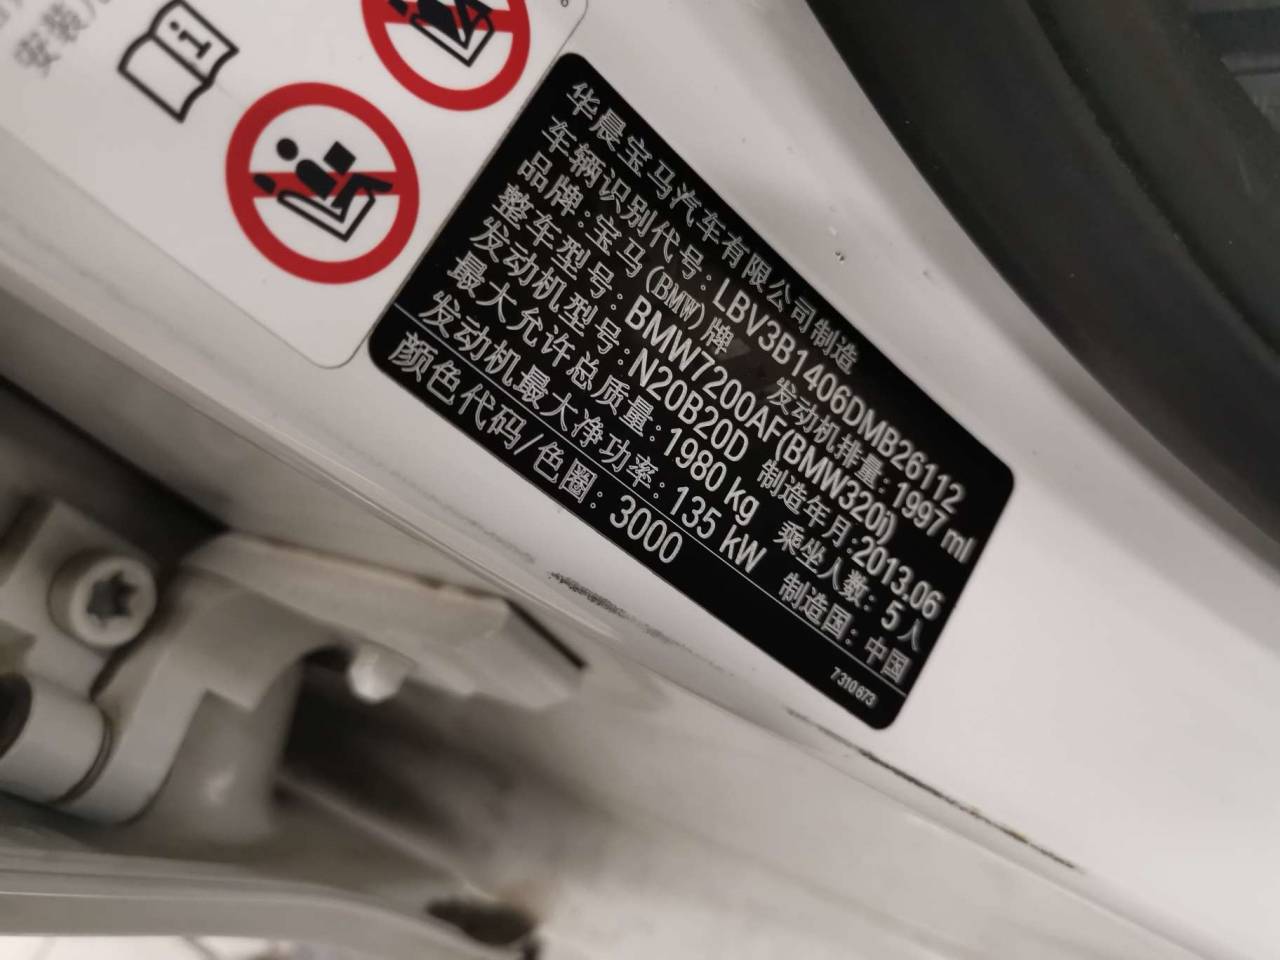 安装
华晨宝马汽车有限公司制造
车辆识别代号: LBV3B1406DMB26112
品牌: 宝马(BMW)牌 发动机排量: 1997 ml
整车型号: BMW7200AF(BMW320i)
发动机型号: N20B20D 制造年月:2013.06
最大允许总质量: 1980 kg 乘坐人数: 5人
发动机最大净功率: 135 kW 制造国: 中国
颜色代码/色圈: 3000
7310673